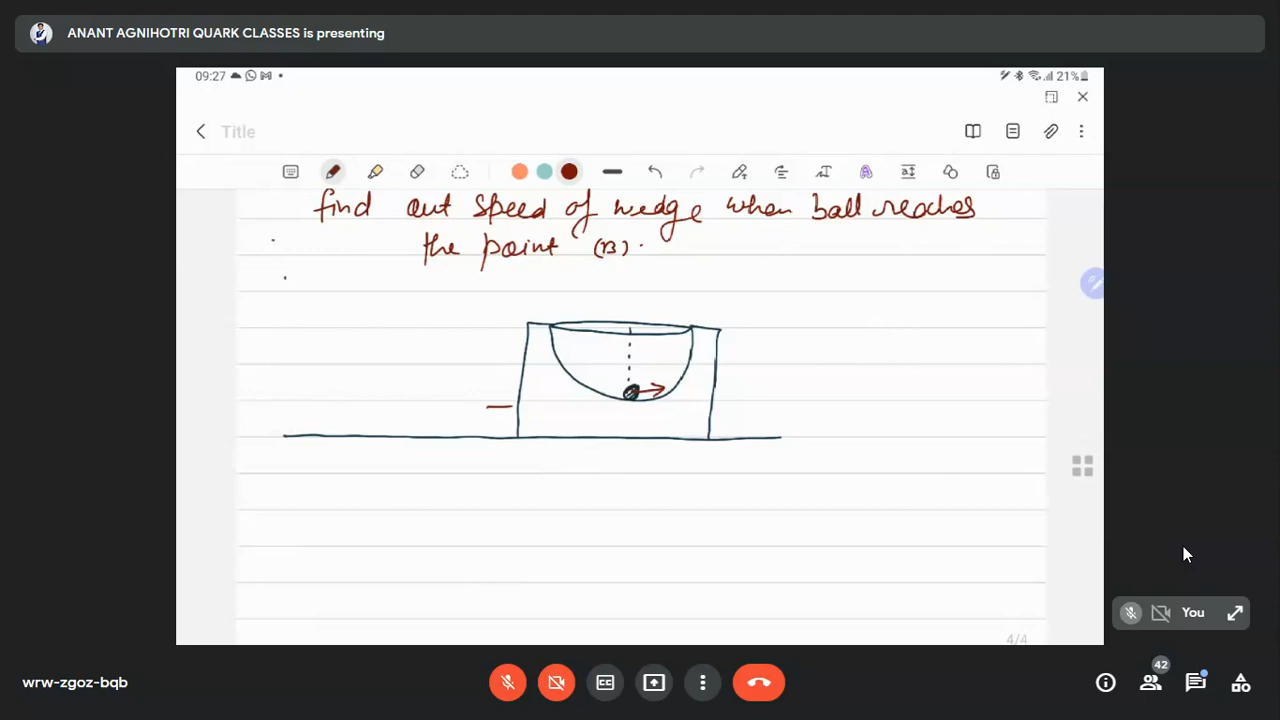 ANANT AGNIHOTRI QUARK CLASSES is presenting
09:27
21%
Title
find out speed of wedge when ball reaches
the point (B).
4/4
You
wrw-zgoz-bqb
CC
42